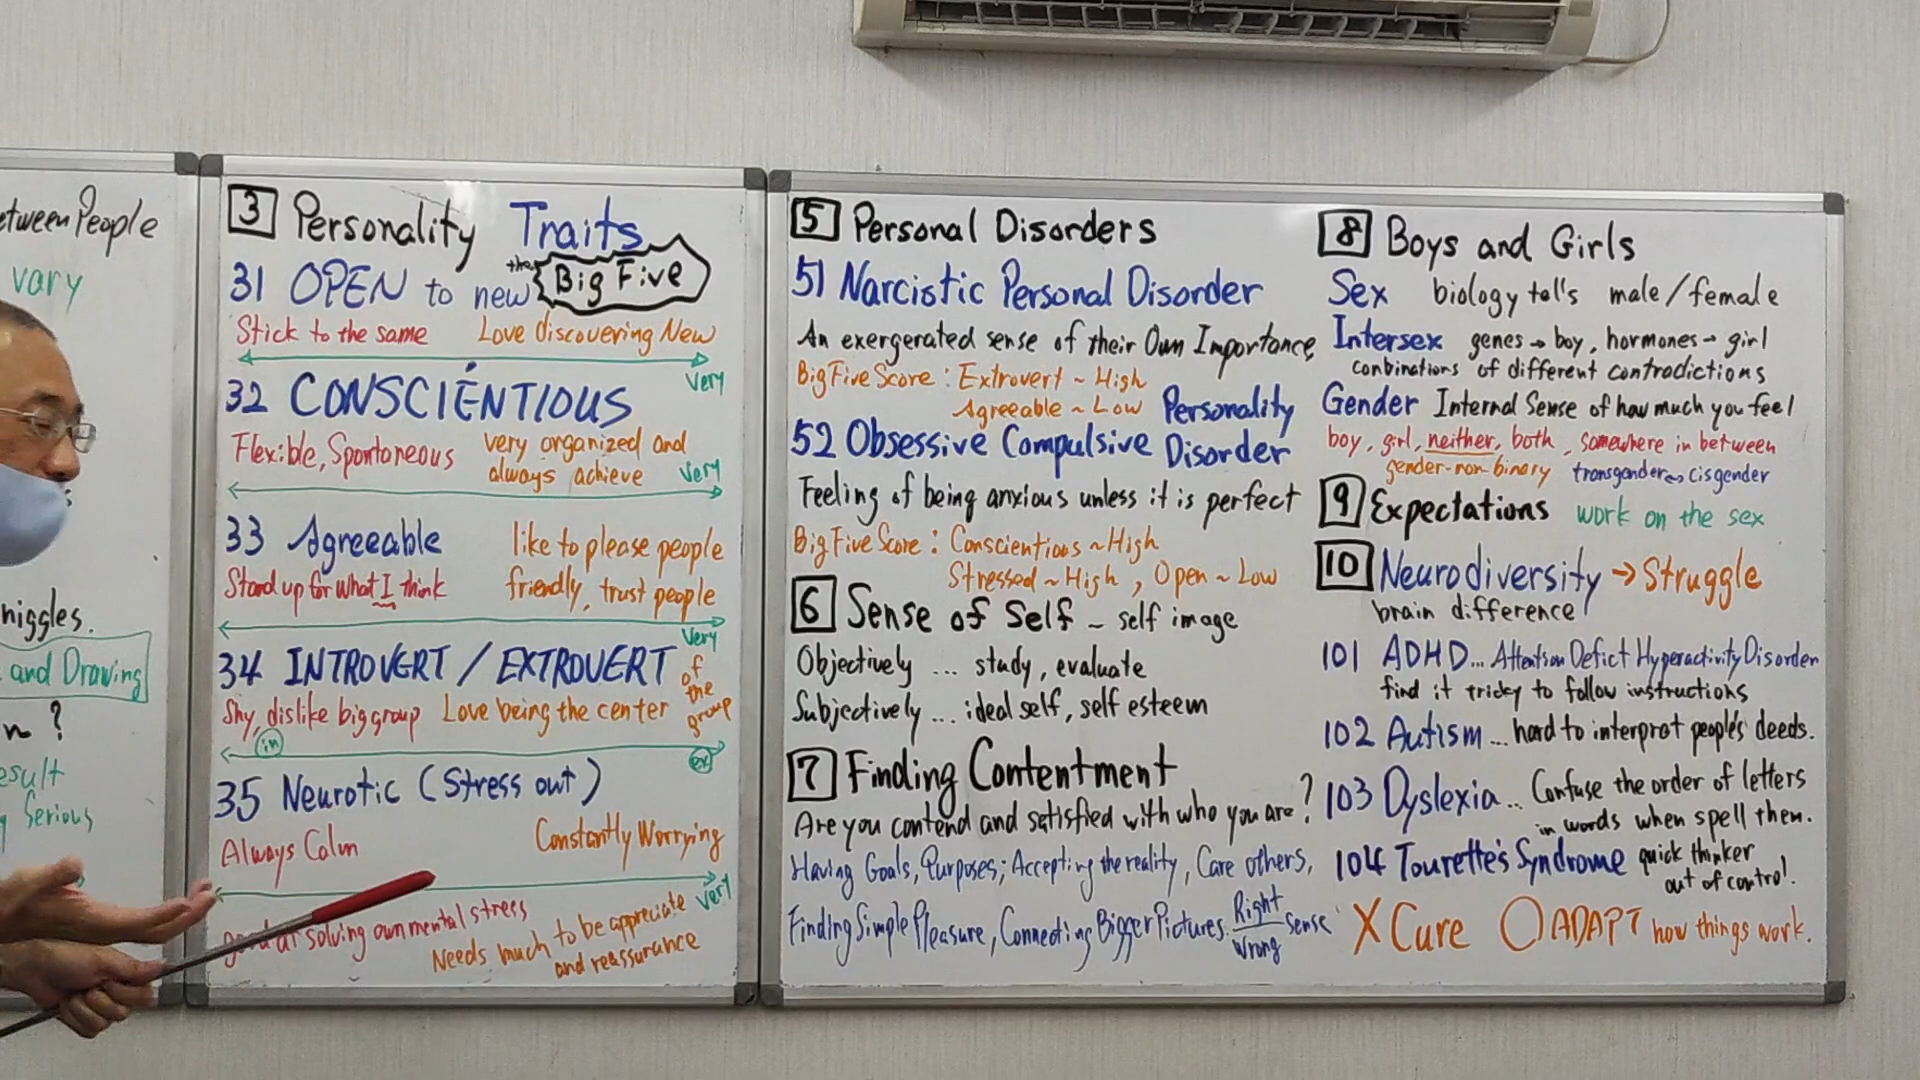 etween People
vary
niggles.
and Drawing
n ?
esult
Serious
3 Personality Traits
the Big Five
31 OPEN to new
Stick to the same Love discovering New
Very
32 CONSCIENTIOUS
Flexible, Spontaneous very organized and
always achieve
Very
33 Agreeable like to please people
Stand up for what I think friendly, trust people
Very
34 INTROVERT / EXTROVERT
Shy, dislike big group Love being the center of the group
in ex
35 Neurotic (Stress out)
Always Calm Constantly Worrying
Very
good at solving own mental stress
Needs much to be appreciate
and reassurance
5 Personal Disorders
51 Narcistic Personal Disorder
An exergerated sense of their Own Importance
Big Five Score : Extrovert ~ High
Agreeable ~ Low
52 Obsessive Compulsive Personality Disorder
Feeling of being anxious unless it is perfect
Big Five Score : Conscientious ~ High
Stressed ~ High , Open ~ Low
6 Sense of Self ~ self image
Objectively ... study, evaluate
Subjectively ... ideal self, self esteem
7 Finding Contentment
Are you contend and satisfied with who you are ?
Having Goals, Purposes; Accepting the reality, Care others,
Finding Simple Pleasure, Connecting Bigger Pictures. Right
Wrong sense
8 Boys and Girls
Sex biology tell's male / female
Intersex genes → boy, hormones → girl
conbinations of different contradictions
Gender Internal Sense of how much you feel
boy, girl, neither, both , somewhere in between
gender-non-binary transgender ↔ cisgender
9 Expectations work on the sex
10 Neurodiversity → Struggle
brain difference
101 ADHD... Attention Defict Hyperactivity Disorder
find it tricky to follow instructions
102 Autism ... hard to interpret people's deeds.
103 Dyslexia ... Confuse the order of letters
in words when spell them.
104 Tourette's Syndrome quick thinker
out of control.
X Cure O ADAPT how things work.